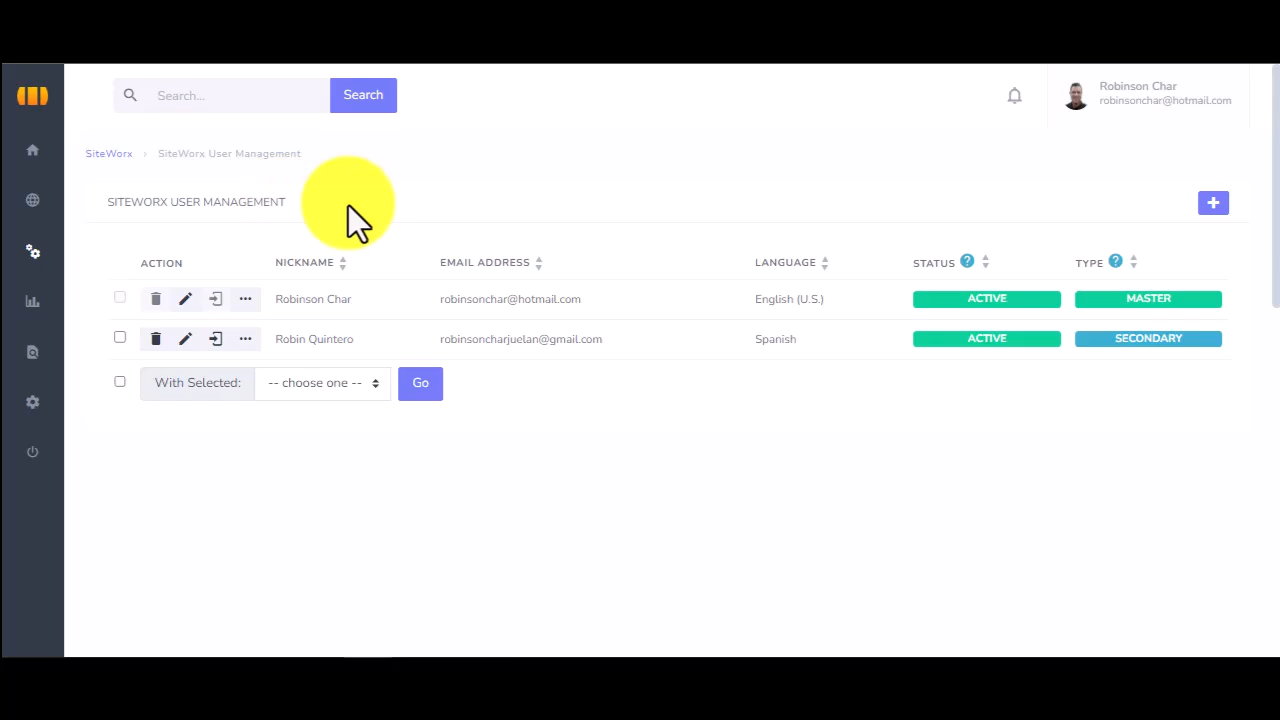 Search... Search
Robinson Char
robinsonchar@hotmail.com
SiteWorx › SiteWorx User Management
SITEWORX USER MANAGEMENT
ACTION NICKNAME EMAIL ADDRESS LANGUAGE STATUS ? TYPE ?
Robinson Char robinsonchar@hotmail.com English (U.S.) ACTIVE MASTER
Robin Quintero robinsoncharjuelan@gmail.com Spanish ACTIVE SECONDARY
With Selected: -- choose one -- Go